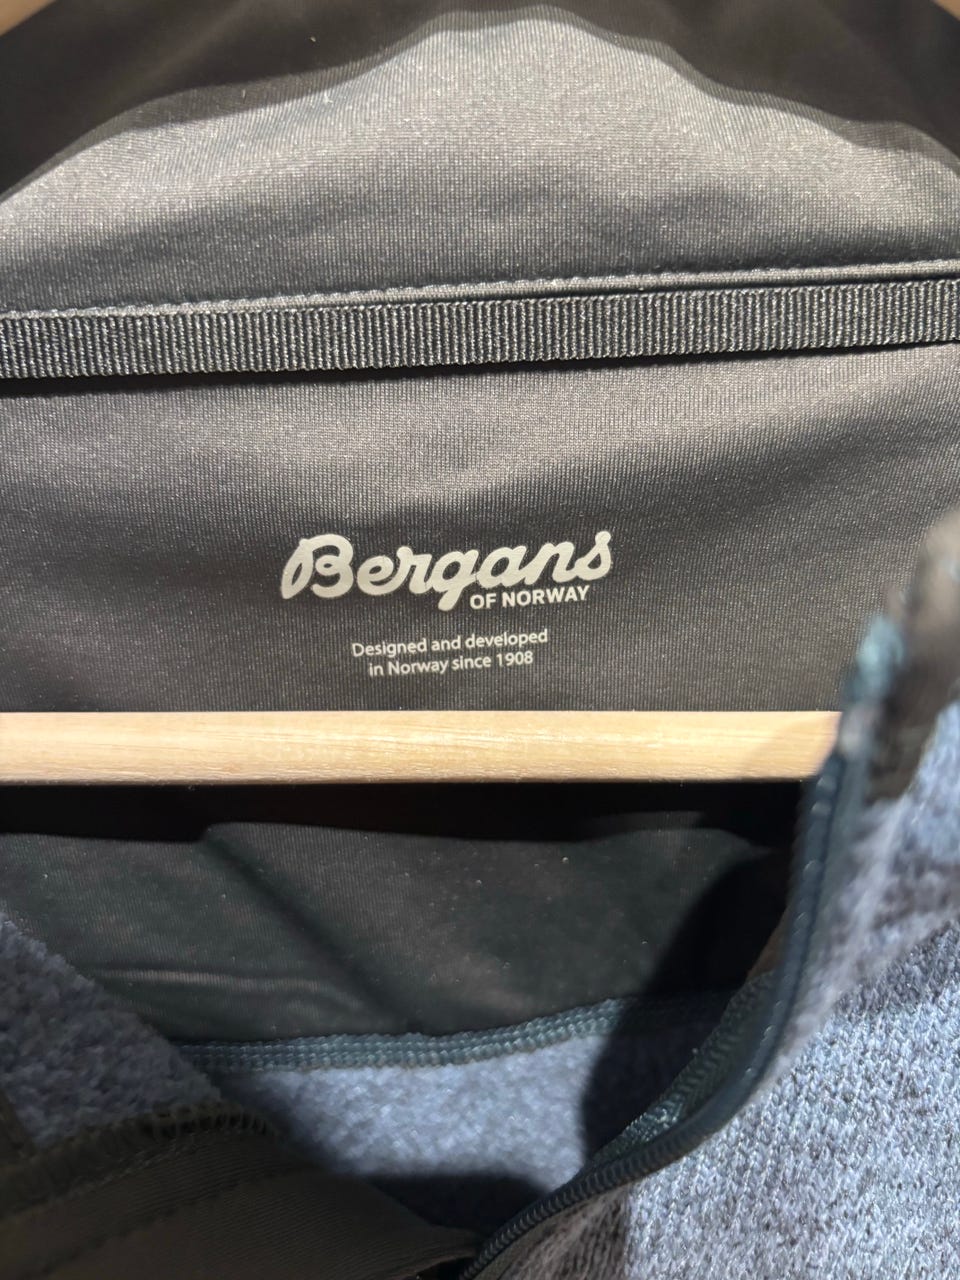 Bergans
OF NORWAY
Designed and developed
in Norway since 1908